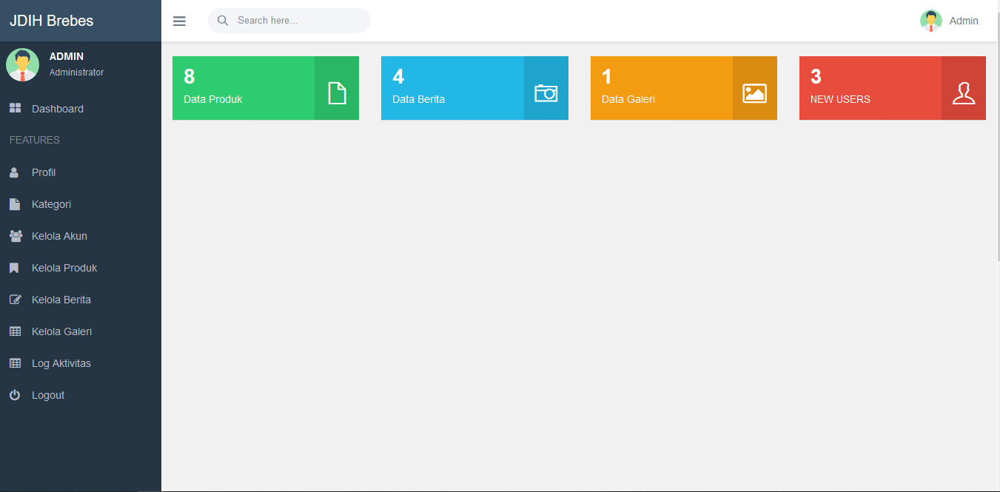 JDIH Brebes
Search here...
Admin
ADMIN
Administrator
Dashboard
FEATURES
Profil
Kategori
Kelola Akun
Kelola Produk
Kelola Berita
Kelola Galeri
Log Aktivitas
Logout
8
Data Produk
4
Data Berita
1
Data Galeri
3
NEW USERS